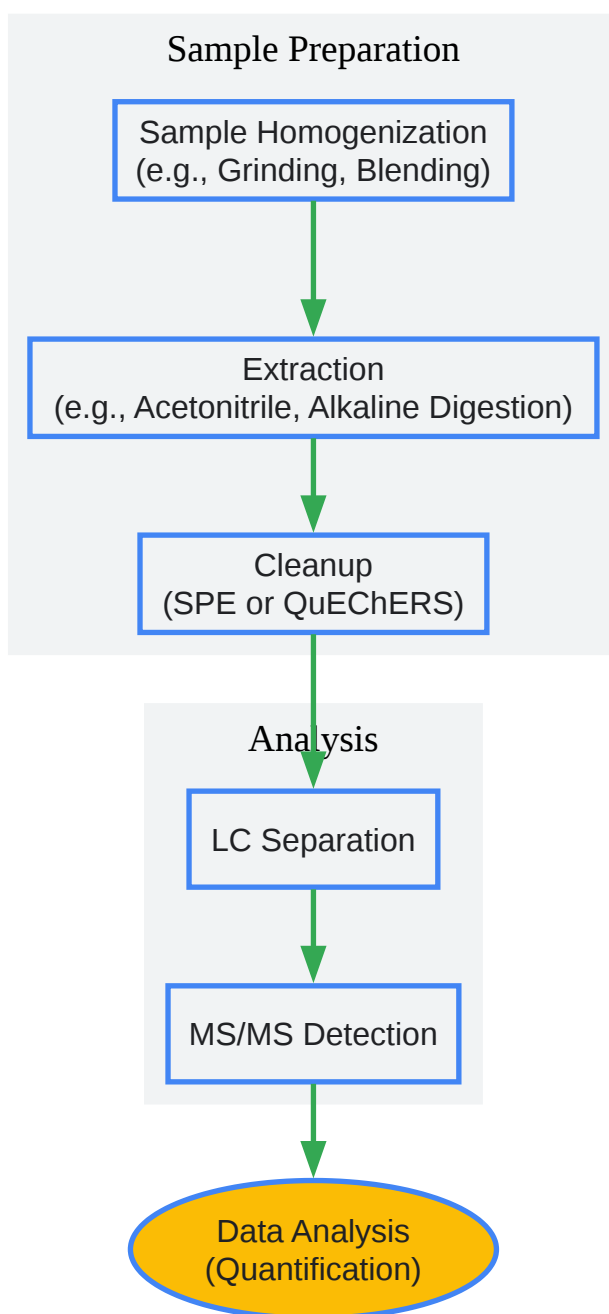 Sample Preparation
Sample Homogenization
(e.g., Grinding, Blending)
Extraction
(e.g., Acetonitrile, Alkaline Digestion)
Cleanup
(SPE or QuEChERS)
Analysis
LC Separation
MS/MS Detection
Data Analysis
(Quantification)